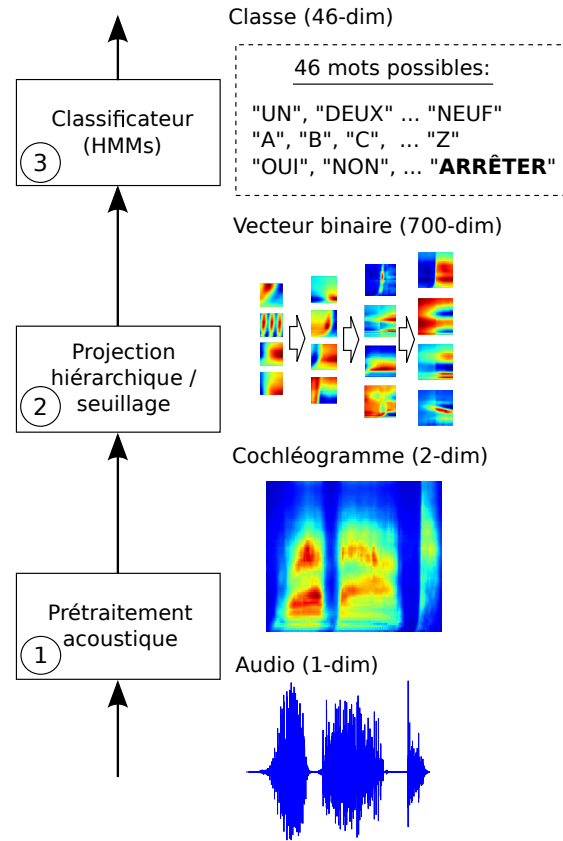 Classe (46-dim)
46 mots possibles:
"UN", "DEUX" ... "NEUF"
"A", "B", "C", ... "Z"
"OUI", "NON", ... "ARRÊTER"
Classificateur
(HMMs)
3
Vecteur binaire (700-dim)
Projection
hiérarchique /
seuillage
2
Cochléogramme (2-dim)
Prétraitement
acoustique
1
Audio (1-dim)